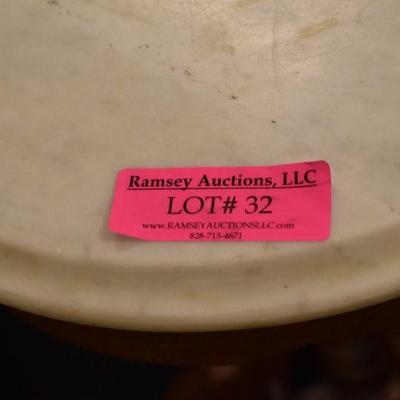 Ramsey Auctions, LLC
LOT# 32
www.RAMSEYAUCTIONSLLC.com
828-713-4671